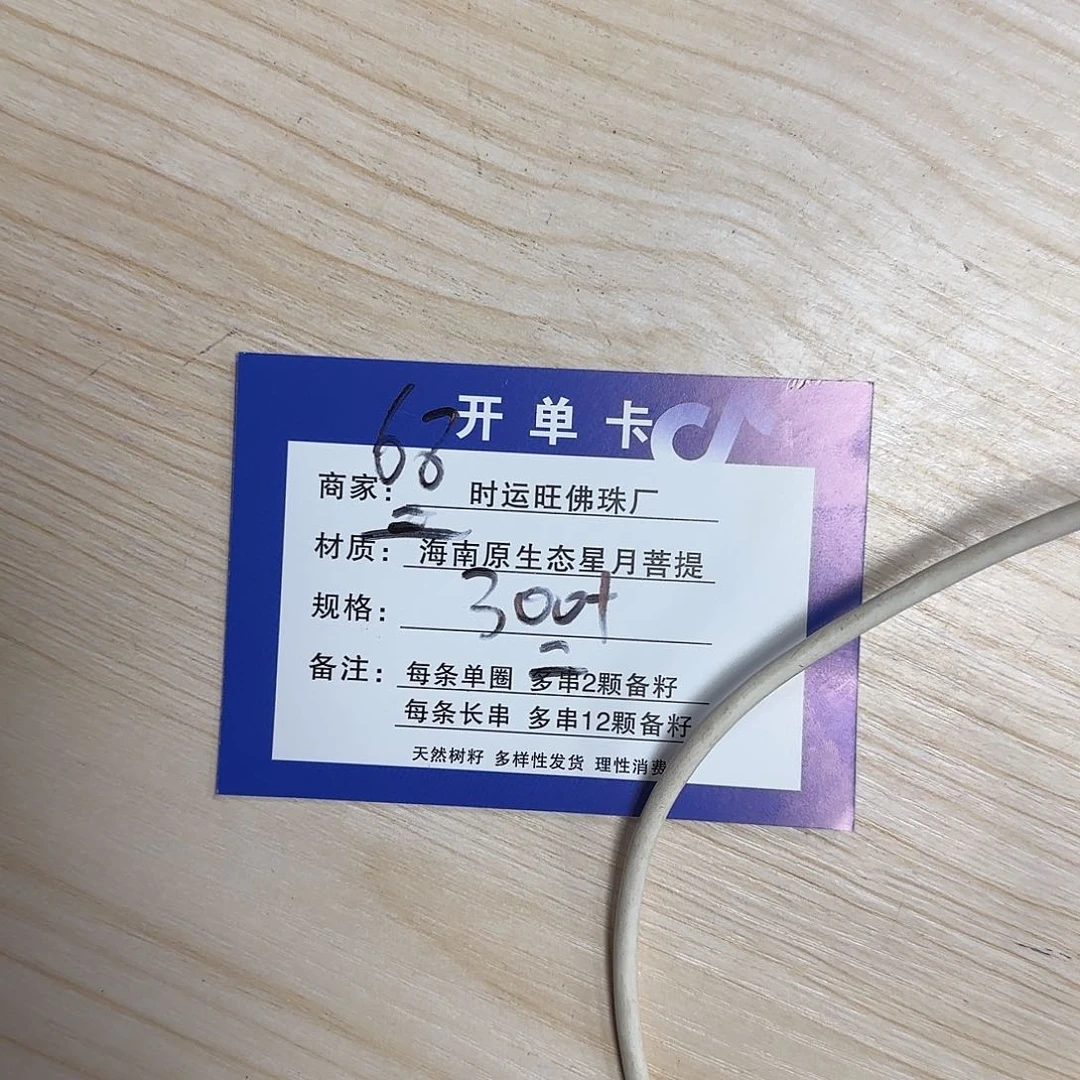 68
开单卡
商家： 时运旺佛珠厂
材质： 海南原生态星月菩提
规格： 300+
备注： 每条单圈 多串2颗备籽
每条长串 多串12颗备籽
天然树籽 多样性发货 理性消费